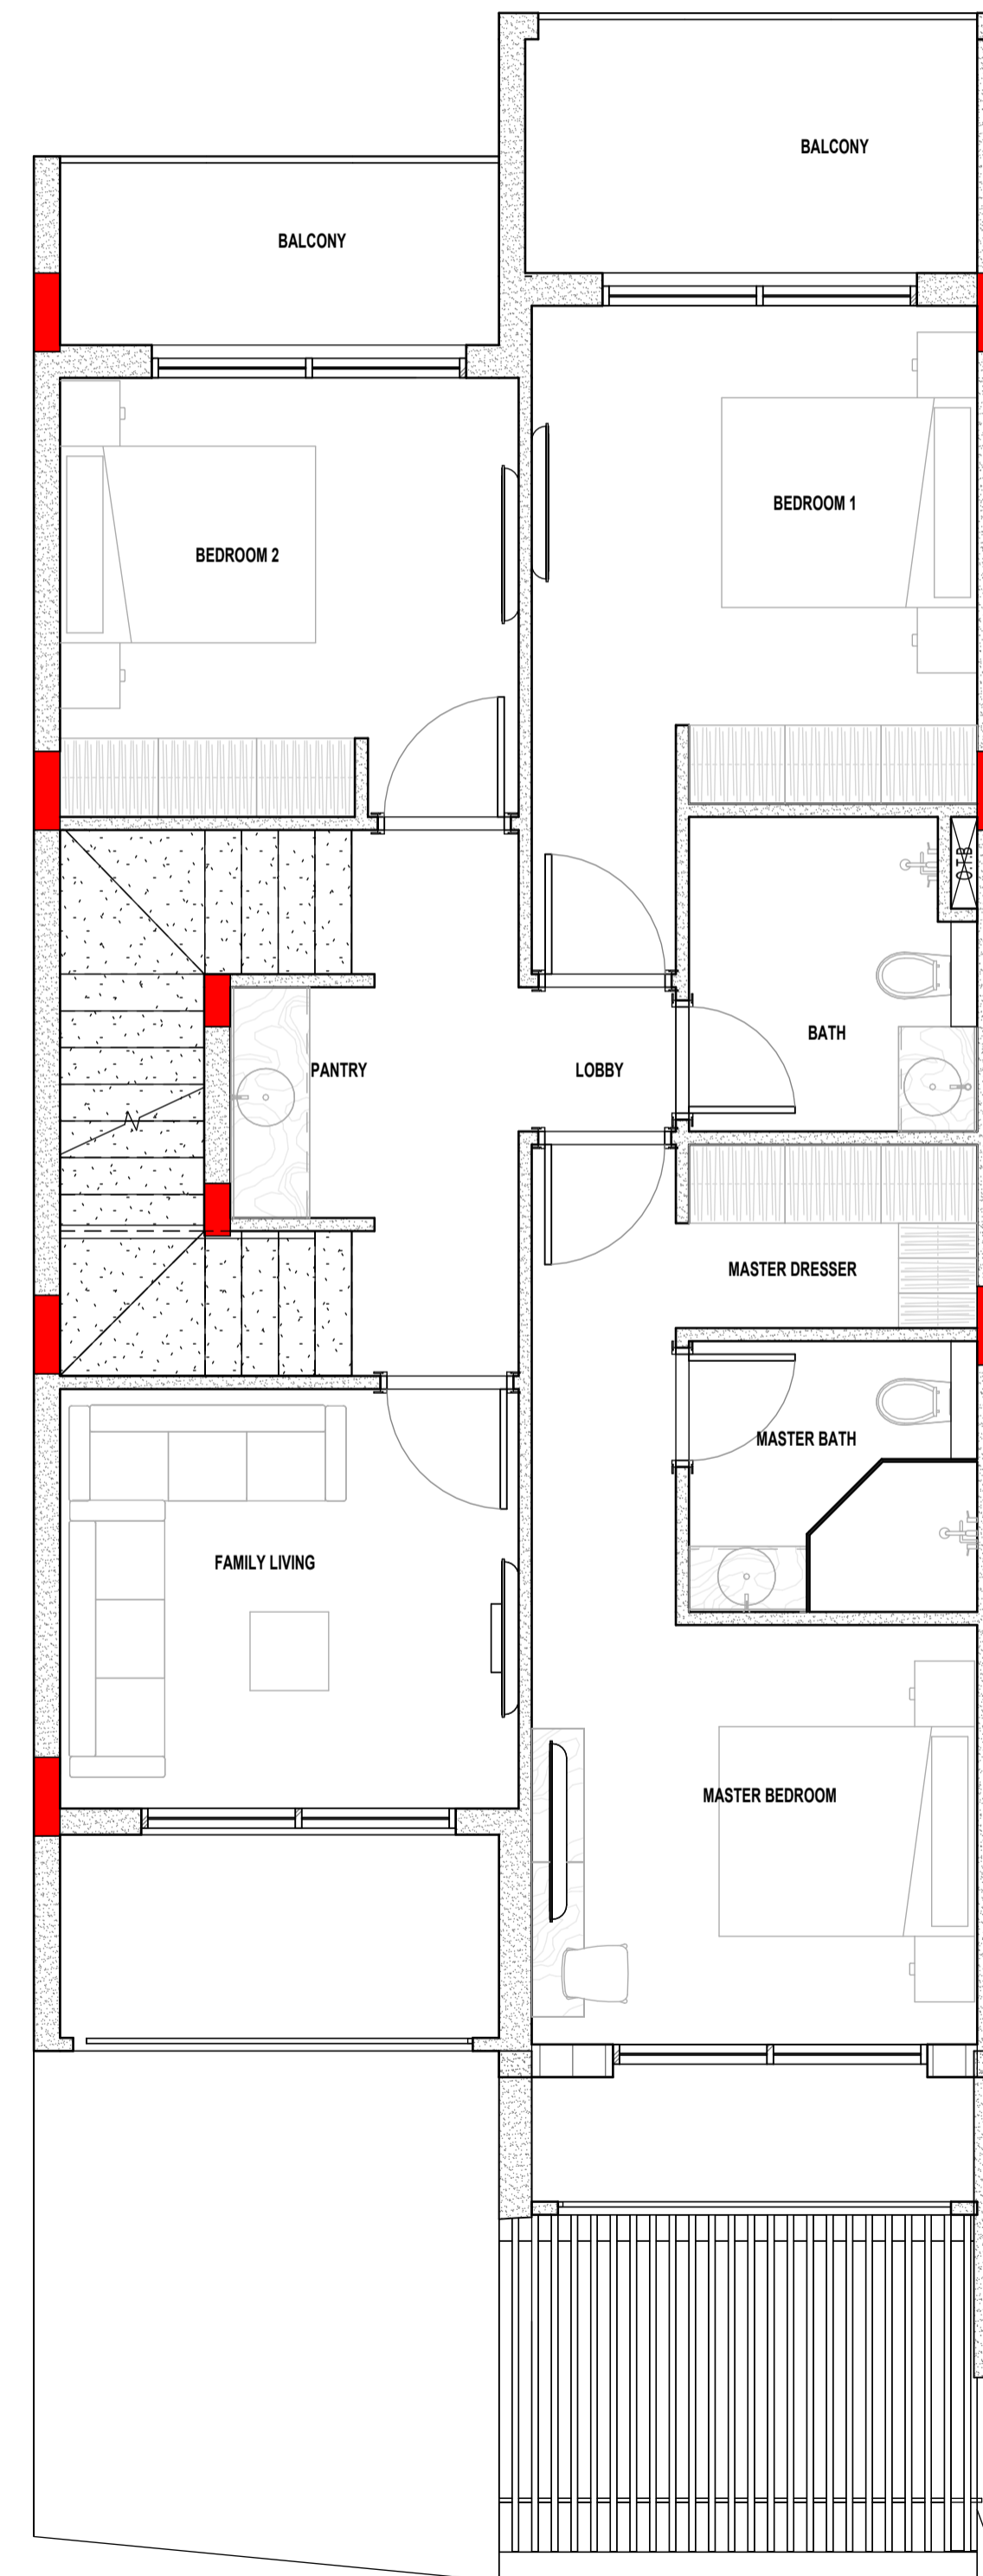 BALCONY
BALCONY
BEDROOM 1
BEDROOM 2
O.T.B
BATH
PANTRY
LOBBY
MASTER DRESSER
MASTER BATH
FAMILY LIVING
MASTER BEDROOM